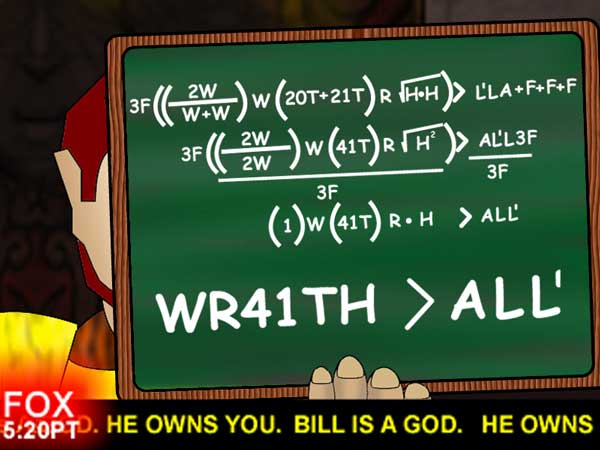 3F((2W/W+W)W(20T+21T)R√H•H)> L'LA+F+F+F
3F((2W/2W)W(41T)R√H²)> AL'L3F
3F 3F
(1)W(41T)R•H > ALL'
WR41TH > ALL'
FOX
5:20PT
D. HE OWNS YOU. BILL IS A GOD. HE OWNS